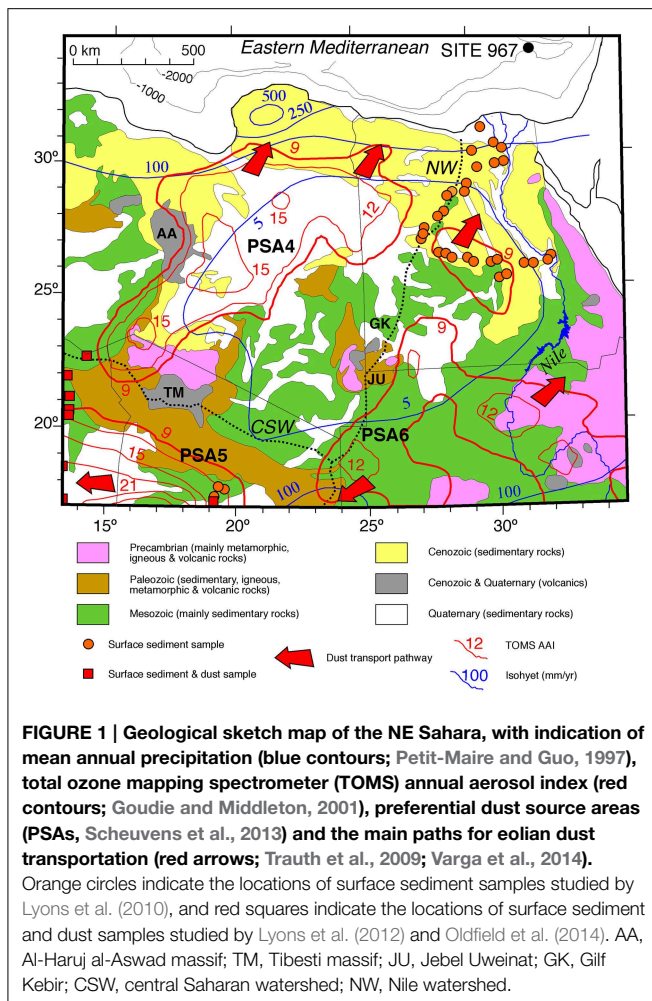 0 km 500
Eastern Mediterranean SITE 967
-2000
-1000
500
250
30º
100
9
9
NW
AA
15
12
5
PSA4
15
9
25º
GK
9
15
JU
Nile
9
TM
12
20º
CSW
5
9
PSA5
PSA6
15
12
21
100
100
15º 20º 25º 30º
Precambrian (mainly metamorphic, igneous & volcanic rocks)
Cenozoic (sedimentary rocks)
Paleozoic (sedimentary, igneous, metamorphic & volcanic rocks)
Cenozoic & Quaternary (volcanics)
Mesozoic (mainly sedimentary rocks)
Quaternary (sedimentary rocks)
Surface sediment sample
12 TOMS AAI
Dust transport pathway
Surface sediment & dust sample
100 Isohyet (mm/yr)
FIGURE 1 | Geological sketch map of the NE Sahara, with indication of
mean annual precipitation (blue contours; Petit-Maire and Guo, 1997),
total ozone mapping spectrometer (TOMS) annual aerosol index (red
contours; Goudie and Middleton, 2001), preferential dust source areas
(PSAs, Scheuvens et al., 2013) and the main paths for eolian dust
transportation (red arrows; Trauth et al., 2009; Varga et al., 2014).
Orange circles indicate the locations of surface sediment samples studied by
Lyons et al. (2010), and red squares indicate the locations of surface sediment
and dust samples studied by Lyons et al. (2012) and Oldfield et al. (2014). AA,
Al-Haruj al-Aswad massif; TM, Tibesti massif; JU, Jebel Uweinat; GK, Gilf
Kebir; CSW, central Saharan watershed; NW, Nile watershed.